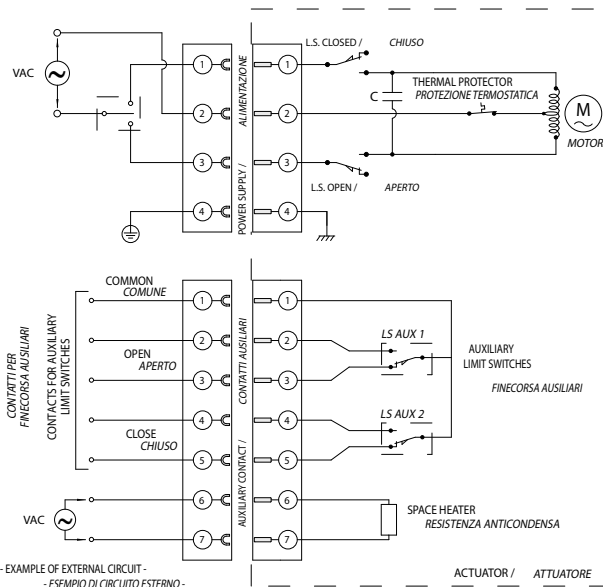 L.S. CLOSED / CHIUSO
VAC
1
1
ALIMENTAZIONE
POWER SUPPLY /
C
THERMAL PROTECTOR
PROTEZIONE TERMOSTATICA
2
2
M
MOTOR
3
3
L.S. OPEN / APERTO
4
4
COMMON
COMUNE
1
1
CONTATTI PER
FINECORSA AUSILIARI
CONTACTS FOR AUXILIARY
LIMIT SWITCHES
CONTATTI AUSILIARI
AUXILIARY CONTACT /
2
2
LS AUX 1
OPEN
APERTO
3
3
AUXILIARY
LIMIT SWITCHES
FINECORSA AUSILIARI
4
4
LS AUX 2
CLOSE
CHIUSO
5
5
6
6
VAC
SPACE HEATER
RESISTENZA ANTICONDENSA
7
7
- EXAMPLE OF EXTERNAL CIRCUIT -
- ESEMPIO DI CIRCUITO ESTERNO -
ACTUATOR / ATTUATORE